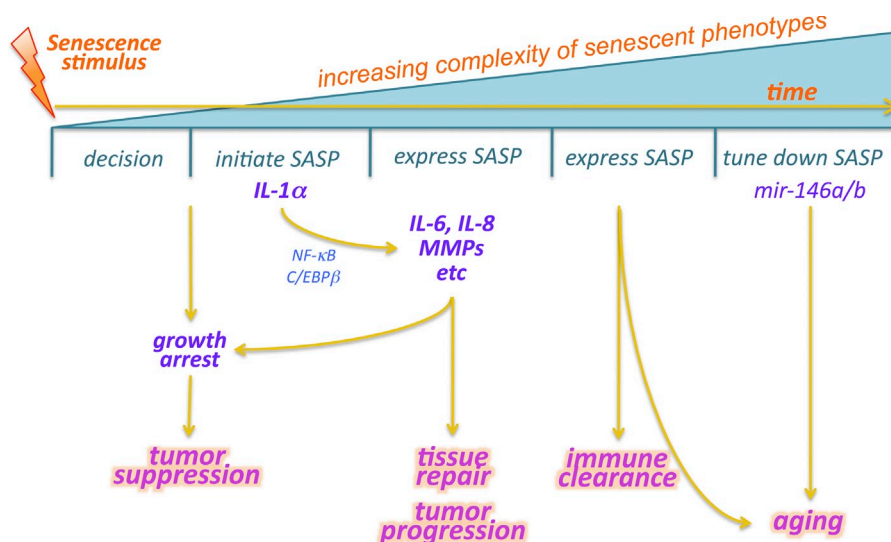 Senescence
stimulus
increasing complexity of senescent phenotypes
time
decision
initiate SASP
express SASP
express SASP
tune down SASP
IL-1α
mir-146a/b
IL-6, IL-8
MMPs
etc
NF-κB
C/EBPβ
growth
arrest
tumor
suppression
tissue
repair
tumor
progression
immune
clearance
aging